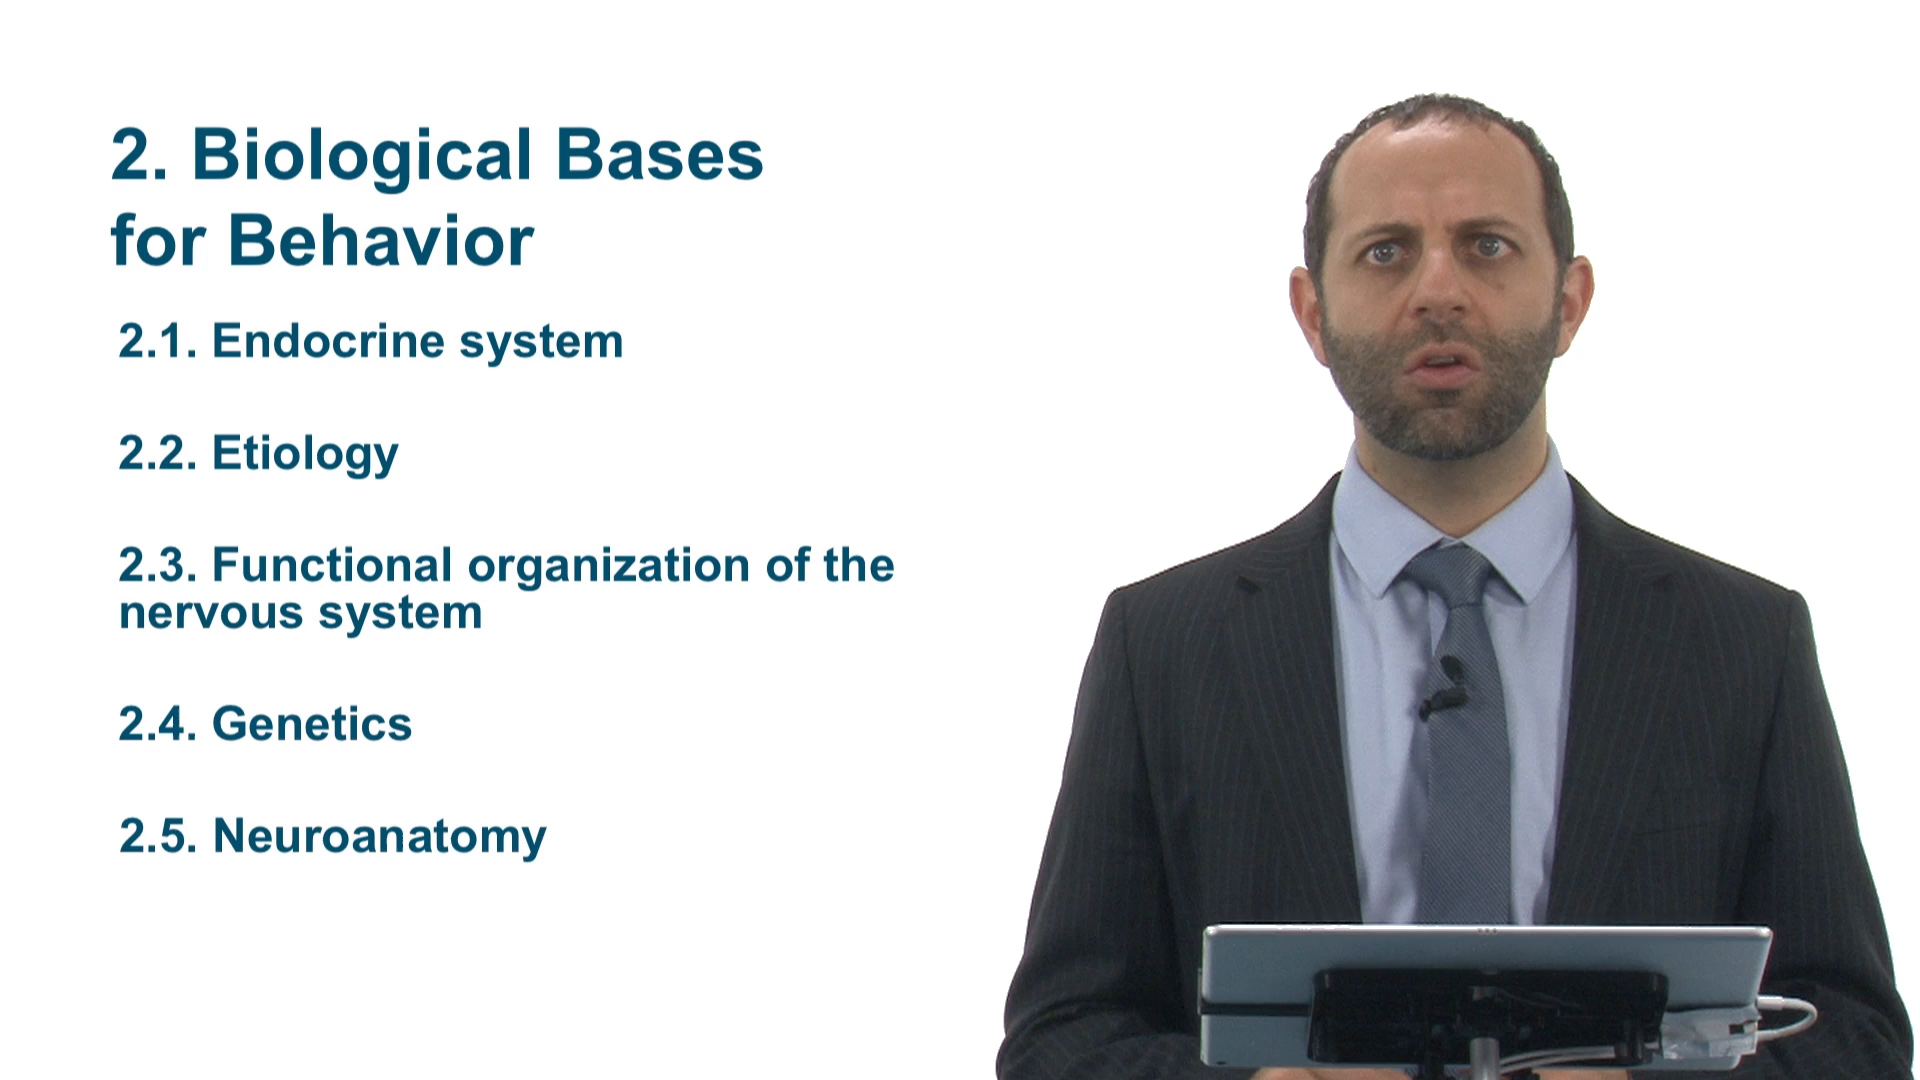 2. Biological Bases
for Behavior
2.1. Endocrine system
2.2. Etiology
2.3. Functional organization of the
nervous system
2.4. Genetics
2.5. Neuroanatomy